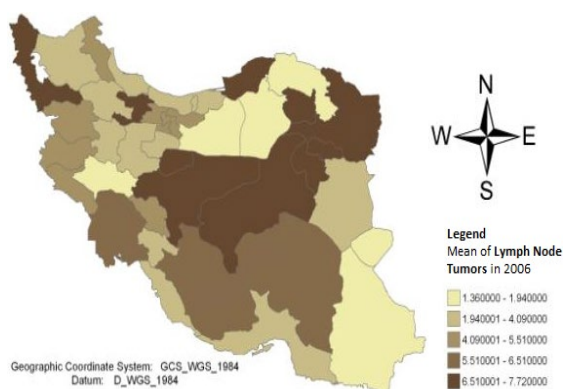 N
W E
S
Legend
Mean of Lymph Node
Tumors in 2006
1.360000 - 1.940000
1.940001 - 4.090000
4.090001 - 5.510000
5.510001 - 6.510000
6.510001 - 7.720000
Geographic Coordinate System: GCS_WGS_1984
Datum: D_WGS_1984